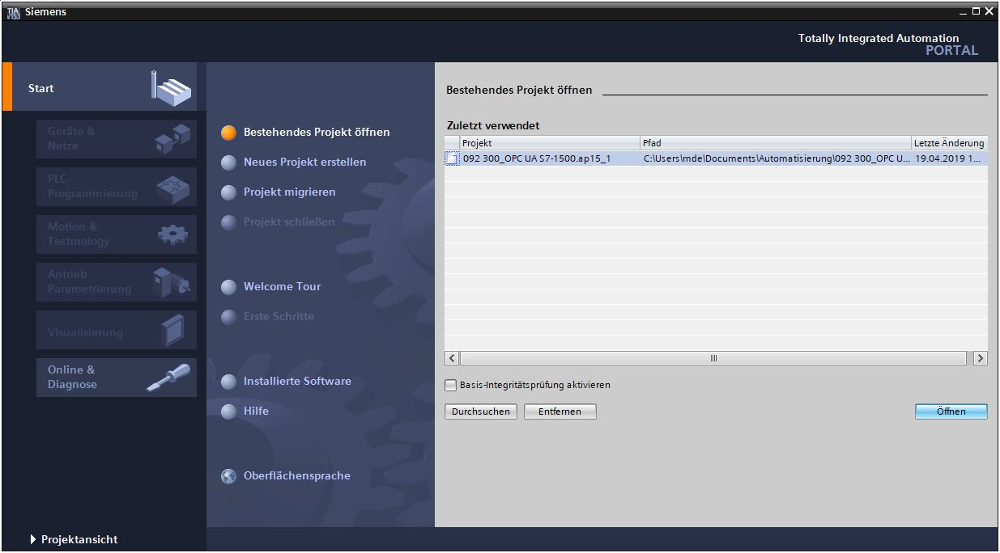 Siemens
Totally Integrated Automation
PORTAL
Start
Geräte &
Netze
PLC-
Programmierung
Motion &
Technology
Antrieb
Parametrierung
Visualisierung
Online &
Diagnose
Projektansicht
Bestehendes Projekt öffnen
Neues Projekt erstellen
Projekt migrieren
Projekt schließen
Welcome Tour
Erste Schritte
Installierte Software
Hilfe
Oberflächensprache
Bestehendes Projekt öffnen
Zuletzt verwendet
Projekt Pfad Letzte Änderung
092 300_OPC UA S7-1500.ap15_1 C:\Users\mde\Documents\Automatisierung\092 300_OPC U... 19.04.2019 1...
Basis-Integritätsprüfung aktivieren
Durchsuchen Entfernen Öffnen